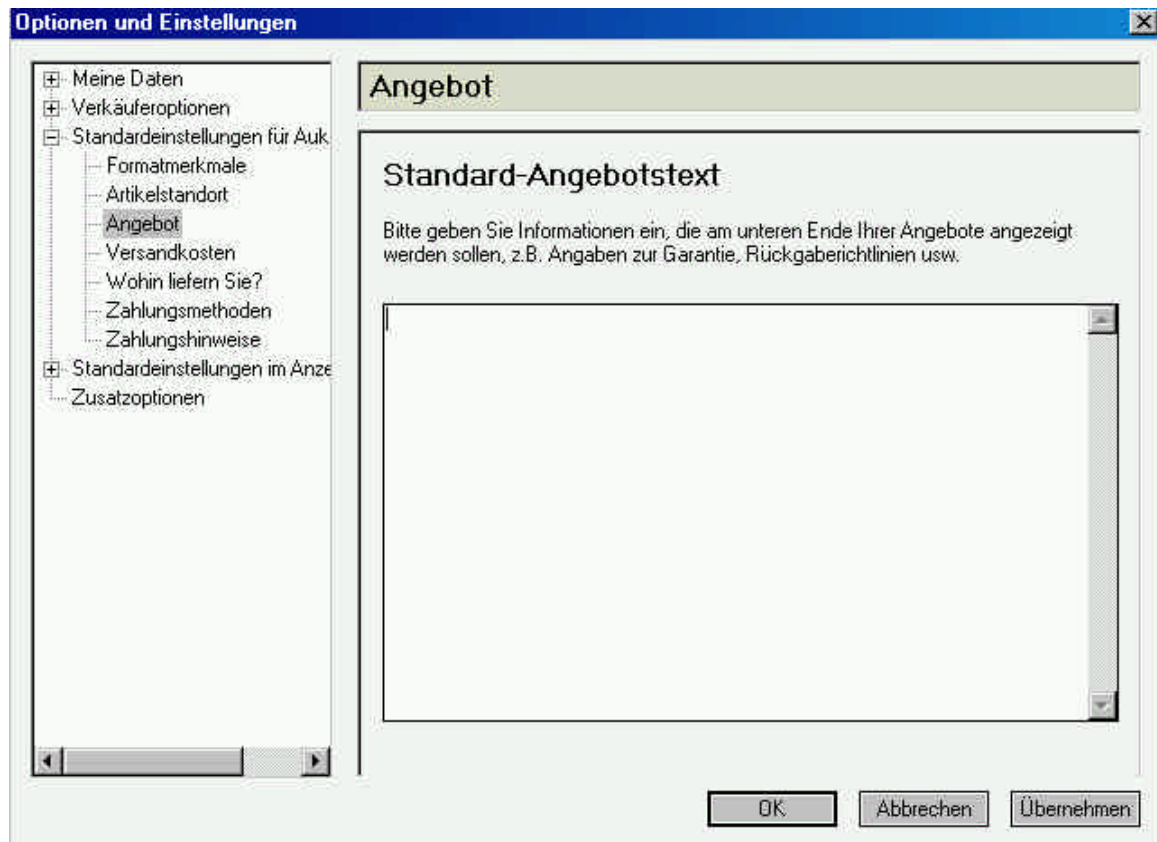 Optionen und Einstellungen
Meine Daten
Verkäuferoptionen
Standardeinstellungen für Auk
Formatmerkmale
Artikelstandort
Angebot
Versandkosten
Wohin liefern Sie?
Zahlungsmethoden
Zahlungshinweise
Standardeinstellungen im Anze
Zusatzoptionen
Angebot
Standard-Angebotstext
Bitte geben Sie Informationen ein, die am unteren Ende Ihrer Angebote angezeigt
werden sollen, z.B. Angaben zur Garantie, Rückgaberichtlinien usw.
OK
Abbrechen
Übernehmen